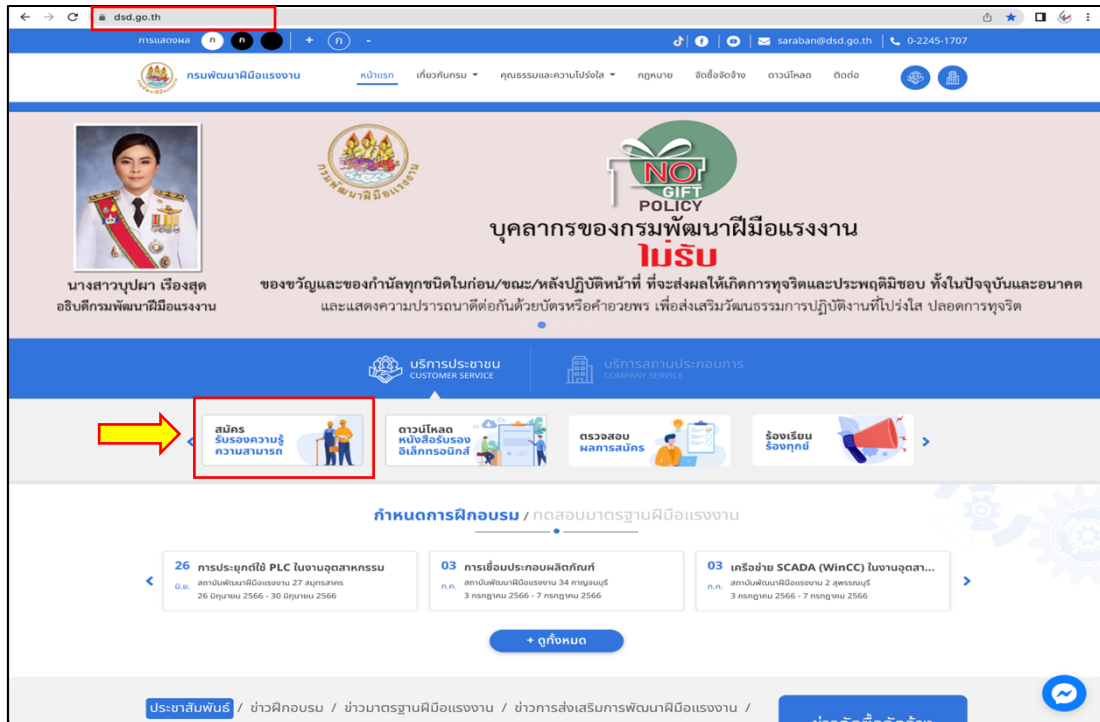 dsd.go.th
การแสดงผล ก ก + ก -
saraban@dsd.go.th
0-2245-1707
กรมพัฒนาฝีมือแรงงาน
หน้าแรก เกี่ยวกับกรม คุณธรรมและความโปร่งใส กฎหมาย จัดซื้อจัดจ้าง ดาวน์โหลด ติดต่อ
กรมพัฒนาฝีมือแรงงาน
NO
GIFT
POLICY
บุคลากรของกรมพัฒนาฝีมือแรงงาน
ไม่รับ
นางสาวบุปผา เรืองสุด
อธิบดีกรมพัฒนาฝีมือแรงงาน
ของขวัญและของกำนัลทุกชนิดในก่อน/ขณะ/หลังปฏิบัติหน้าที่ ที่จะส่งผลให้เกิดการทุจริตและประพฤติมิชอบ ทั้งในปัจจุบันและอนาคต
และแสดงความปรารถนาดีต่อกันด้วยบัตรหรือคำอวยพร เพื่อส่งเสริมวัฒนธรรมการปฏิบัติงานที่โปร่งใส ปลอดการทุจริต
บริการประชาชน
CUSTOMER SERVICE
บริการสถานประกอบการ
COMPANY SERVICE
สมัคร
รับรองความรู้
ความสามารถ
ดาวน์โหลด
หนังสือรับรอง
อิเล็กทรอนิกส์
ตรวจสอบ
ผลการสมัคร
ร้องเรียน
ร้องทุกข์
กำหนดการฝึกอบรม / ทดสอบมาตรฐานฝีมือแรงงาน
26 การประยุกต์ใช้ PLC ในงานอุตสาหกรรม
มิ.ย. สถาบันพัฒนาฝีมือแรงงาน 27 สมุทรสาคร
26 มิถุนายน 2566 - 30 มิถุนายน 2566
03 การเชื่อมประกอบผลิตภัณฑ์
ก.ค. สถาบันพัฒนาฝีมือแรงงาน 34 กาญจนบุรี
3 กรกฎาคม 2566 - 7 กรกฎาคม 2566
03 เครือข่าย SCADA (WinCC) ในงานอุตสา...
ก.ค. สถาบันพัฒนาฝีมือแรงงาน 2 สุพรรณบุรี
3 กรกฎาคม 2566 - 7 กรกฎาคม 2566
+ ดูทั้งหมด
ประชาสัมพันธ์ / ข่าวฝึกอบรม / ข่าวมาตรฐานฝีมือแรงงาน / ข่าวการส่งเสริมการพัฒนาฝีมือแรงงาน /